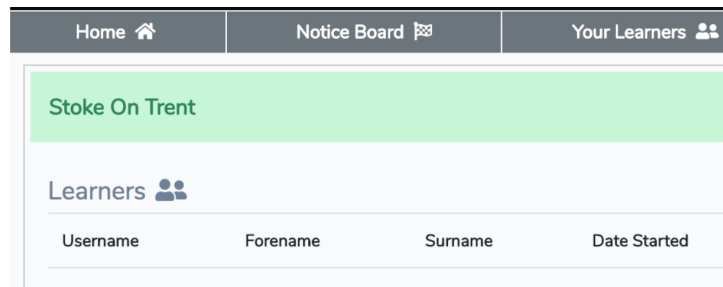 Home Notice Board Your Learners
Stoke On Trent
Learners
Username Forename Surname Date Started